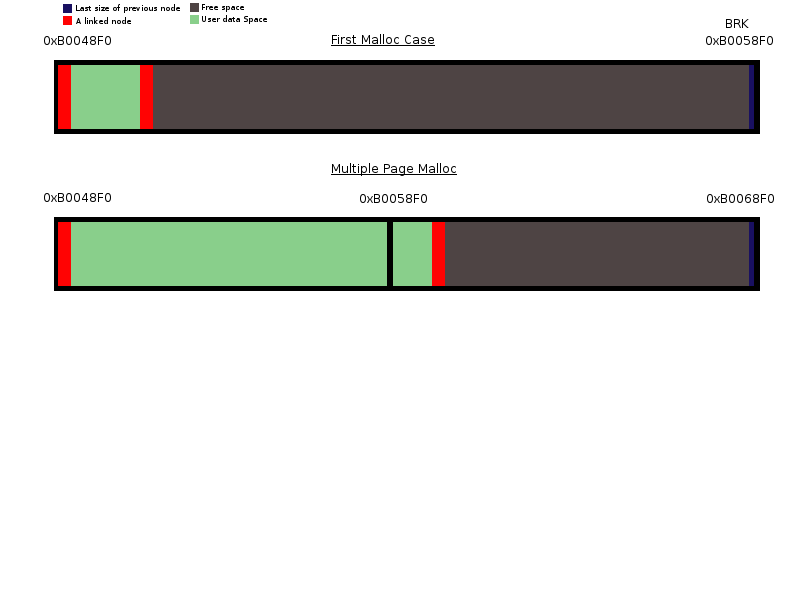 Last size of previous node
Free space
A linked node
User data Space
BRK
0xB0048F0
First Malloc Case
0xB0058F0
Multiple Page Malloc
0xB0048F0
0xB0058F0
0xB0068F0